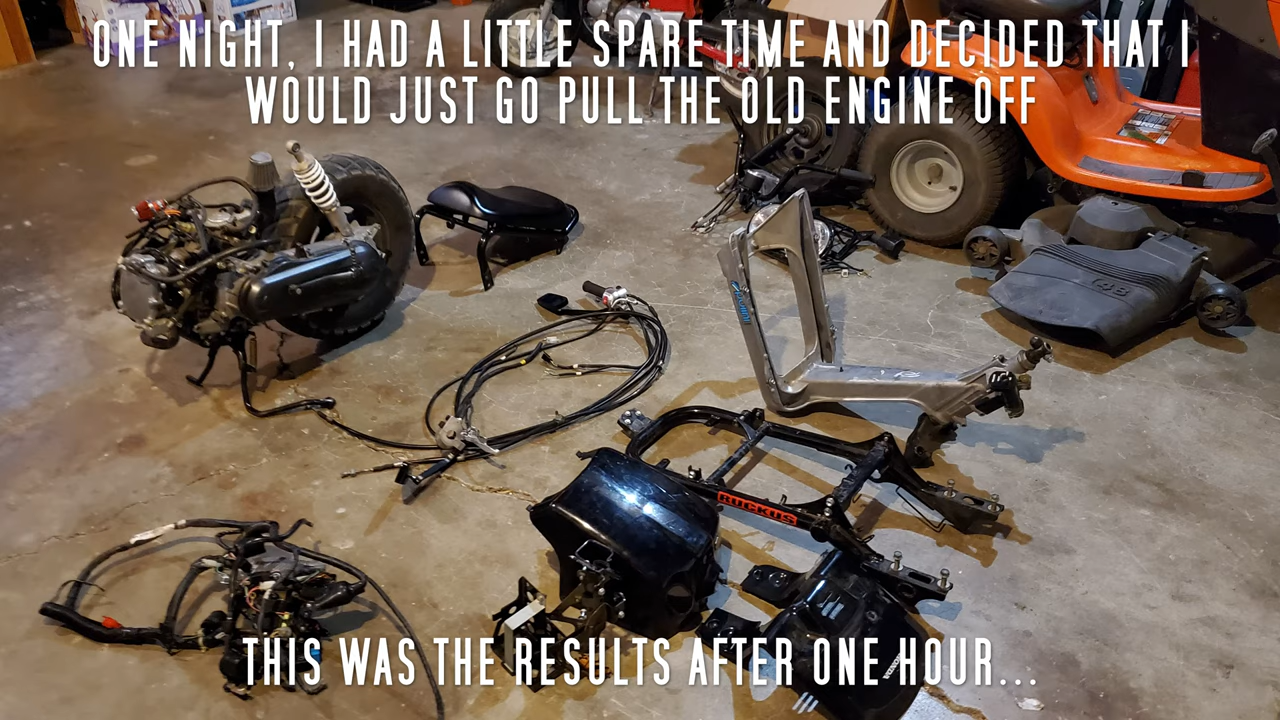 ONE NIGHT, I HAD A LITTLE SPARE TIME AND DECIDED THAT I
WOULD JUST GO PULL THE OLD ENGINE OFF
48
RUCKUS
THIS WAS THE RESULTS AFTER ONE HOUR...